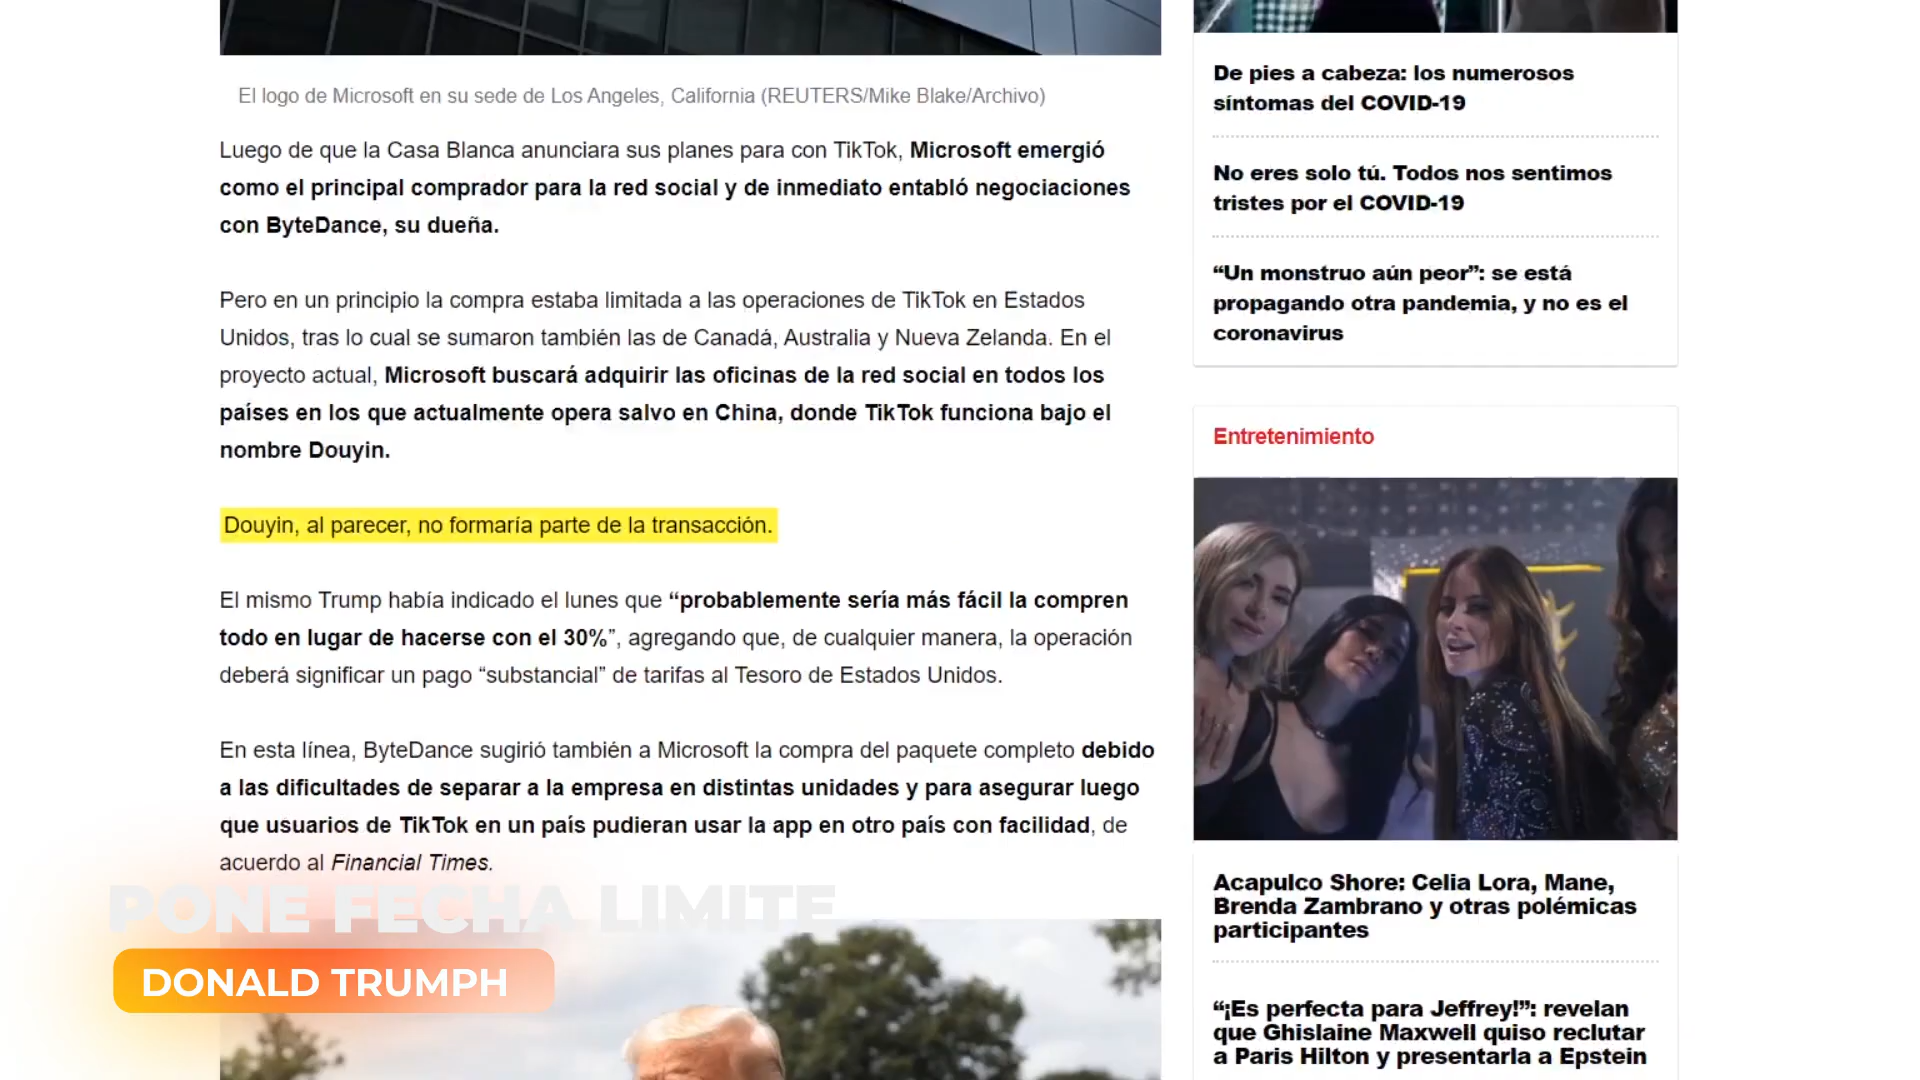 El logo de Microsoft en su sede de Los Angeles, California (REUTERS/Mike Blake/Archivo)
Luego de que la Casa Blanca anunciara sus planes para con TikTok, Microsoft emergió
como el principal comprador para la red social y de inmediato entabló negociaciones
con ByteDance, su dueña.
Pero en un principio la compra estaba limitada a las operaciones de TikTok en Estados
Unidos, tras lo cual se sumaron también las de Canadá, Australia y Nueva Zelanda. En el
proyecto actual, Microsoft buscará adquirir las oficinas de la red social en todos los
países en los que actualmente opera salvo en China, donde TikTok funciona bajo el
nombre Douyin.
Douyin, al parecer, no formaría parte de la transacción.
El mismo Trump había indicado el lunes que “probablemente sería más fácil la compren
todo en lugar de hacerse con el 30%”, agregando que, de cualquier manera, la operación
deberá significar un pago “substancial” de tarifas al Tesoro de Estados Unidos.
En esta línea, ByteDance sugirió también a Microsoft la compra del paquete completo debido
a las dificultades de separar a la empresa en distintas unidades y para asegurar luego
que usuarios de TikTok en un país pudieran usar la app en otro país con facilidad, de
acuerdo al Financial Times.
PONE FECHA LIMITE
DONALD TRUMPH
De pies a cabeza: los numerosos
síntomas del COVID-19
No eres solo tú. Todos nos sentimos
tristes por el COVID-19
“Un monstruo aún peor”: se está
propagando otra pandemia, y no es el
coronavirus
Entretenimiento
Acapulco Shore: Celia Lora, Mane,
Brenda Zambrano y otras polémicas
participantes
“¡Es perfecta para Jeffrey!”: revelan
que Ghislaine Maxwell quiso reclutar
a Paris Hilton y presentarla a Epstein